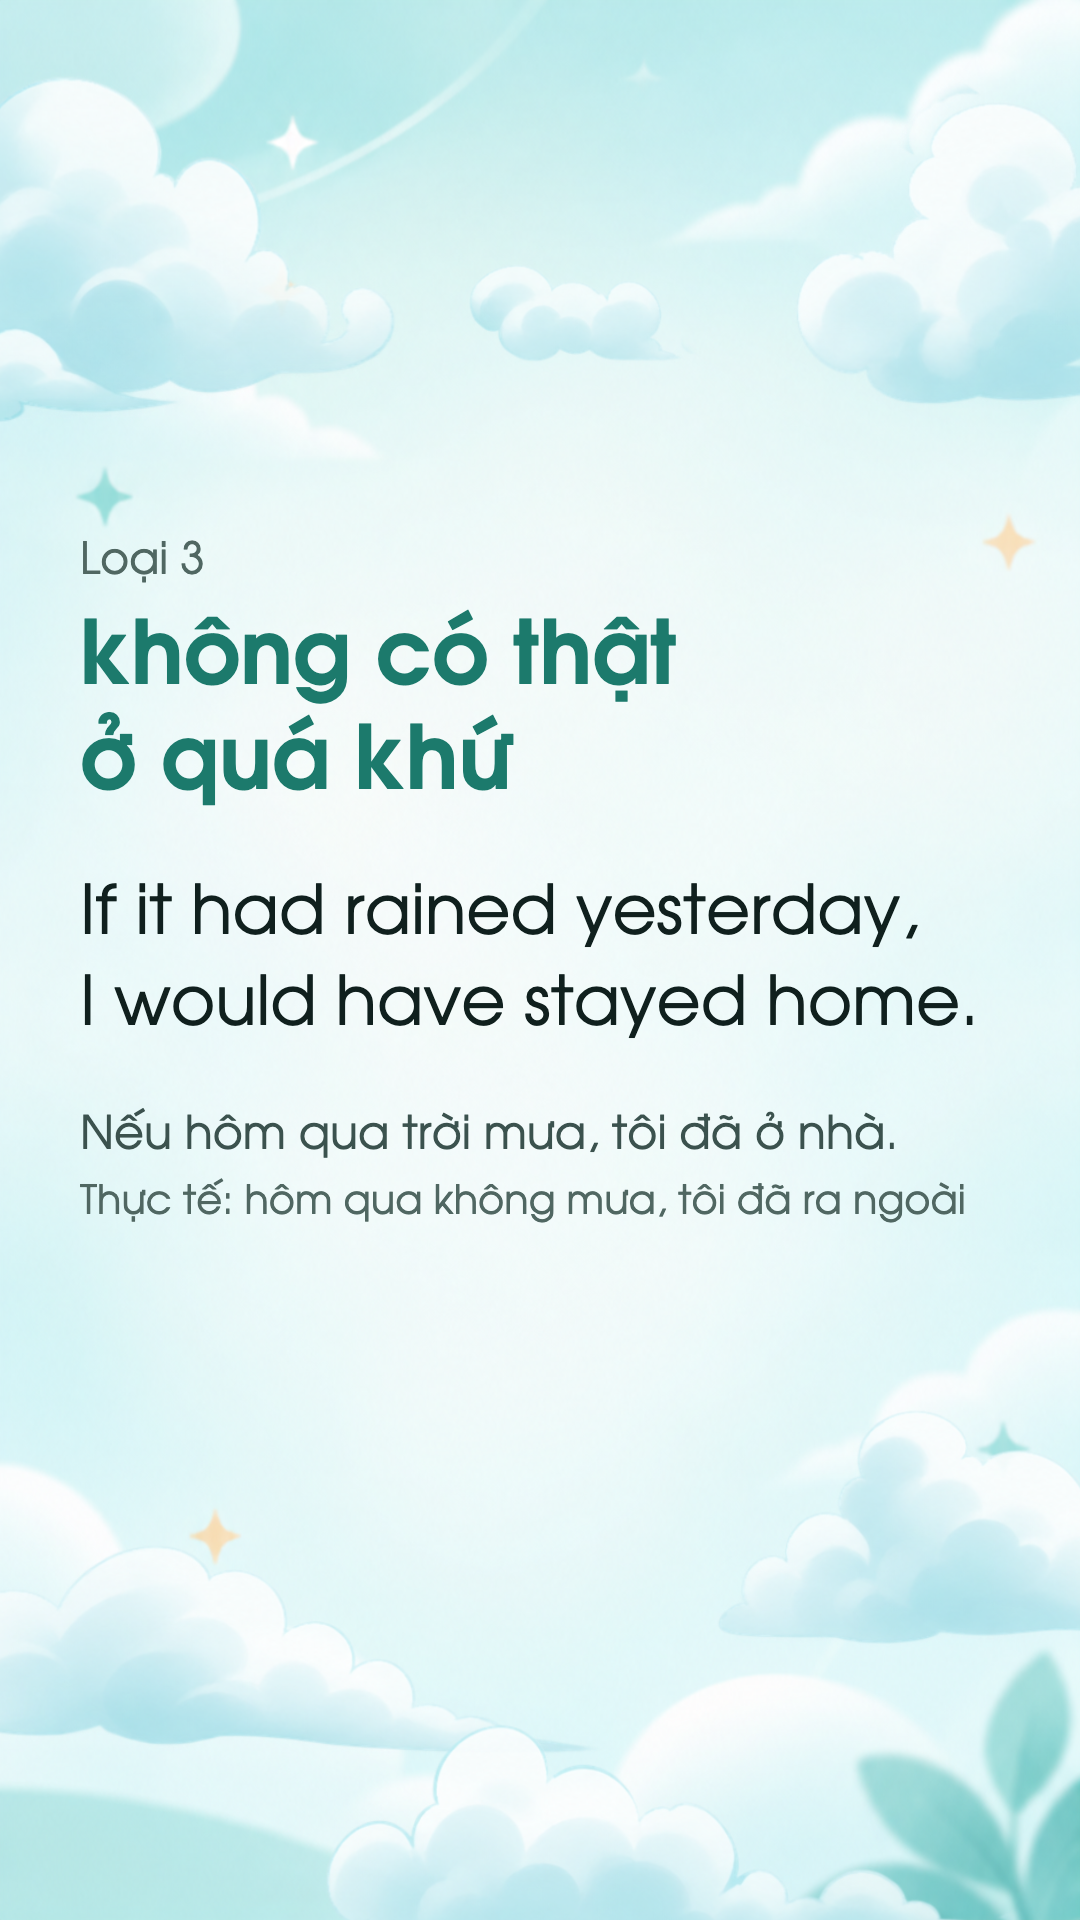 Loại 3
không có thật
ở quá khứ
If it had rained yesterday,
I would have stayed home.
Nếu hôm qua trời mưa, tôi đã ở nhà.
Thực tế: hôm qua không mưa, tôi đã ra ngoài